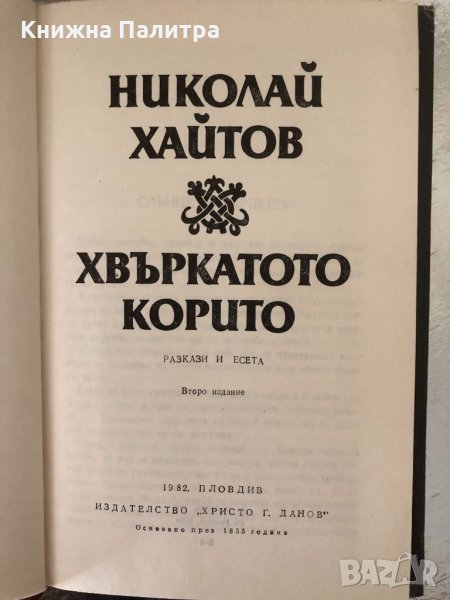 Книжна Палитра
НИКОЛАЙ
ХАЙТОВ
ХВЪРКАТОТО
КОРИТО
РАЗКАЗИ И ЕСЕТА
Второ издание
1982, ПЛОВДИВ
ИЗДАТЕЛСТВО „ХРИСТО Г. ДАНОВ“
Основано през 1855 година
BAZAR